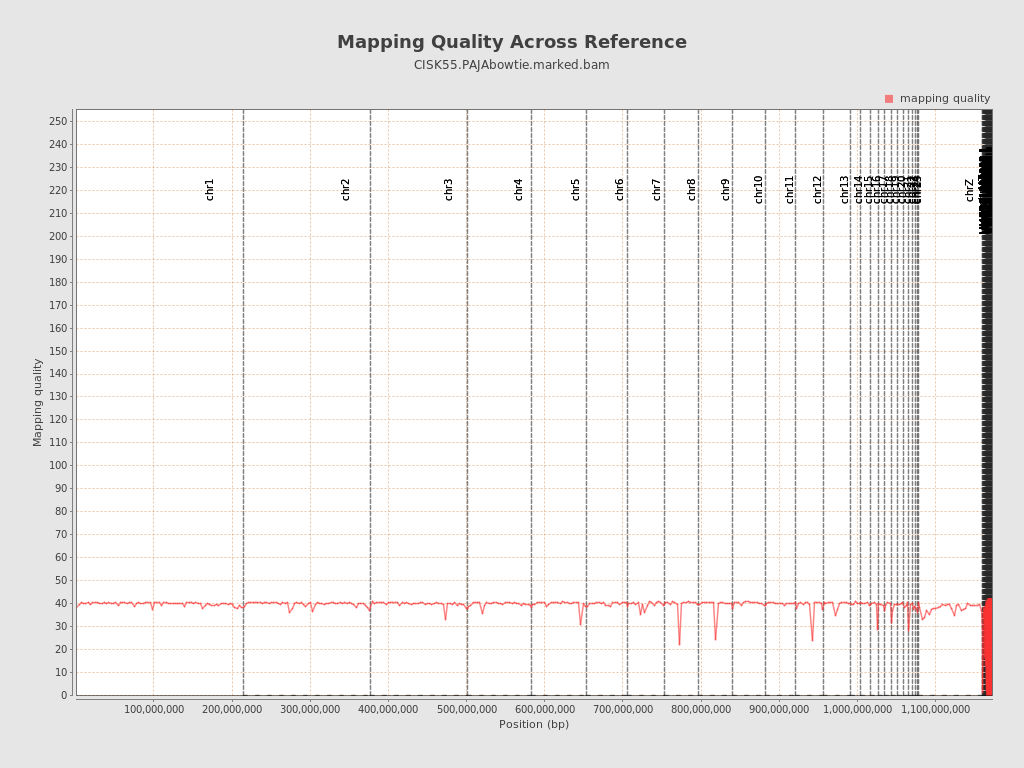 Mapping Quality Across Reference
CISK55.PAJAbowtie.marked.bam
mapping quality
250
240
230
220
210
200
190
180
170
160
150
140
130
120
110
100
90
80
70
60
50
40
30
20
10
0
Mapping quality
chr1
chr2
chr3
chr4
chr5
chr6
chr7
chr8
chr9
chr10
chr11
chr12
chr13
chr14
chrZ
100,000,000
200,000,000
300,000,000
400,000,000
500,000,000
600,000,000
700,000,000
800,000,000
900,000,000
1,000,000,000
1,100,000,000
Position (bp)